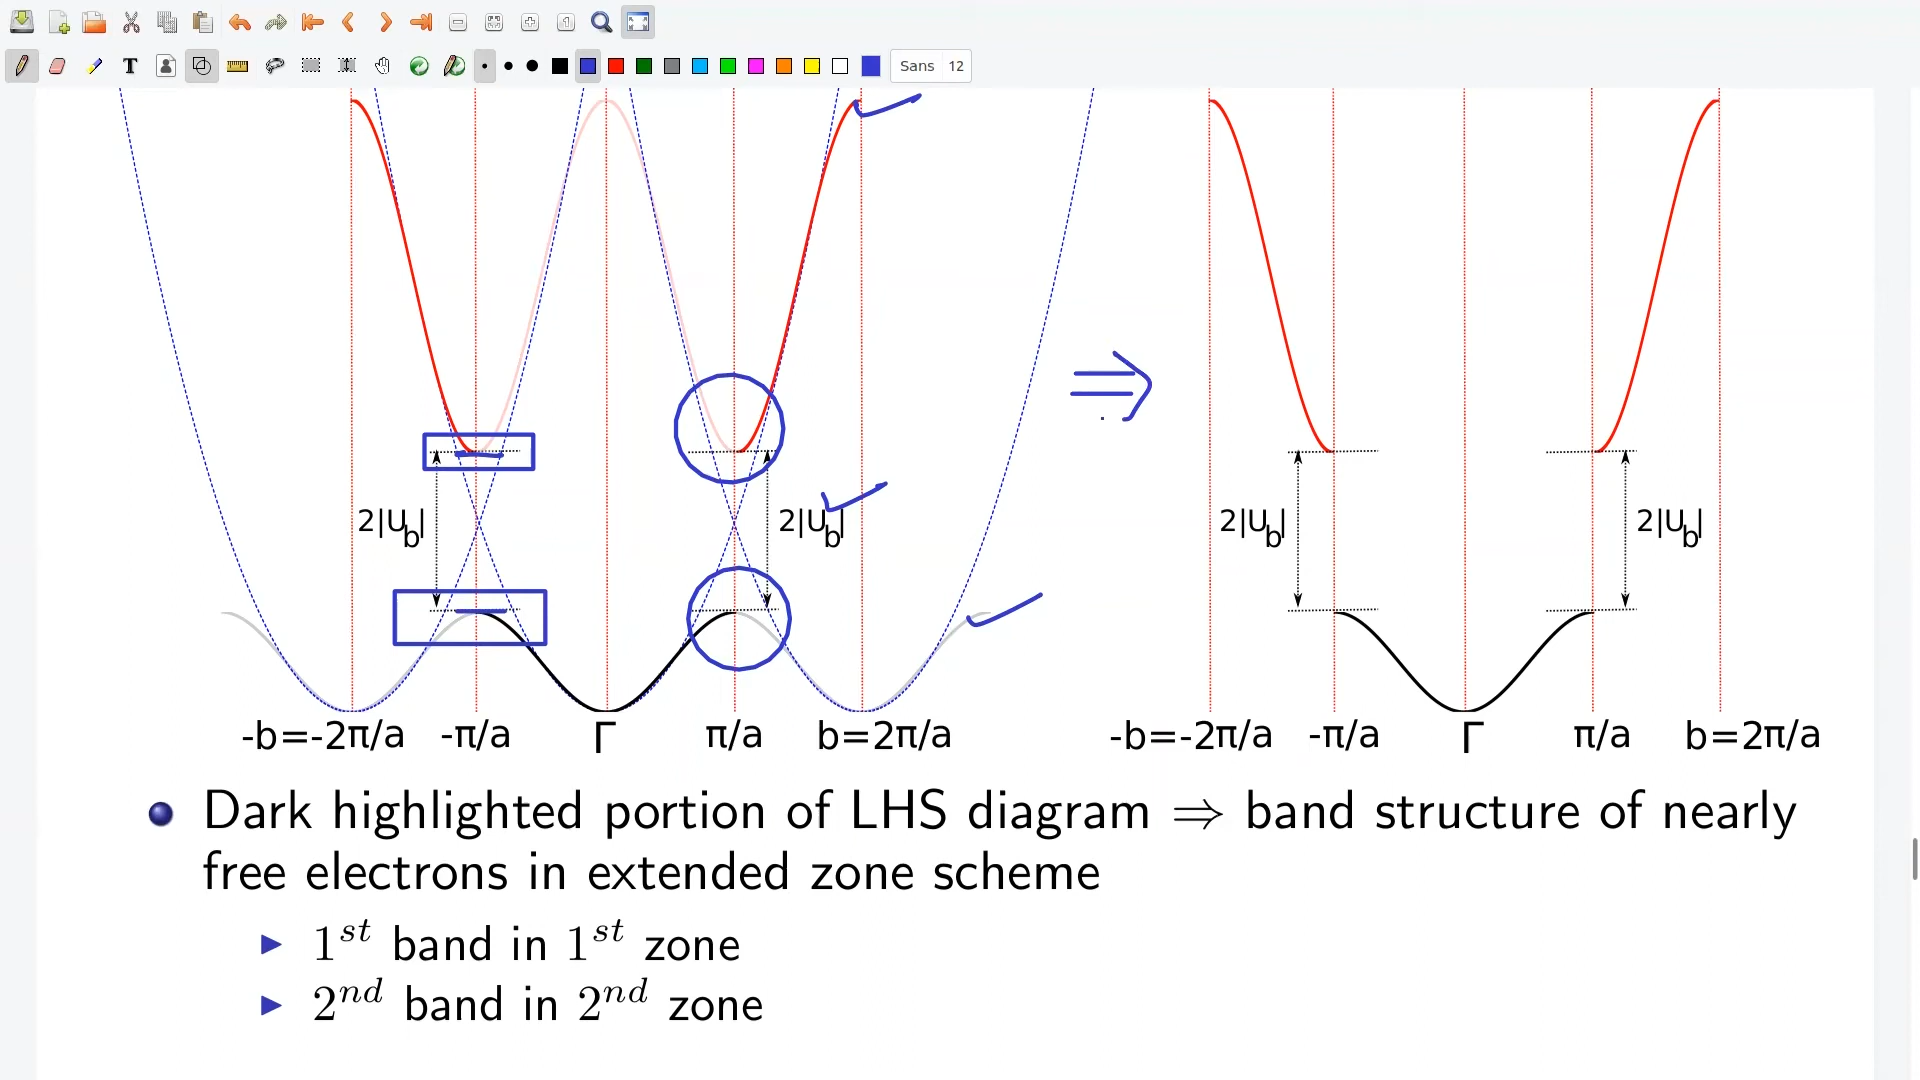 Sans 12
2|U_b| 2|U_b| 2|U_b| 2|U_b|
-b=-2π/a -π/a Γ π/a b=2π/a -b=-2π/a -π/a Γ π/a b=2π/a
Dark highlighted portion of LHS diagram ⇒ band structure of nearly
free electrons in extended zone scheme
1^{st} band in 1^{st} zone
2^{nd} band in 2^{nd} zone